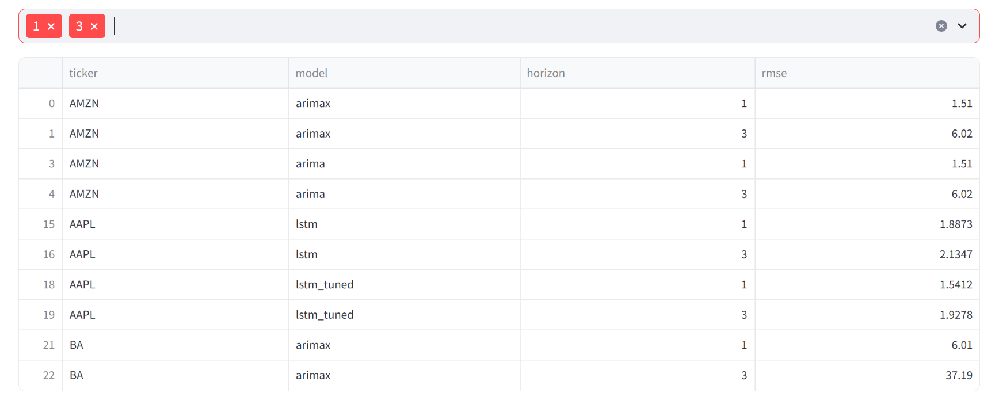 1 × 3 ×
ticker model horizon rmse
0 AMZN arimax 1 1.51
1 AMZN arimax 3 6.02
3 AMZN arima 1 1.51
4 AMZN arima 3 6.02
15 AAPL lstm 1 1.8873
16 AAPL lstm 3 2.1347
18 AAPL lstm_tuned 1 1.5412
19 AAPL lstm_tuned 3 1.9278
21 BA arimax 1 6.01
22 BA arimax 3 37.19